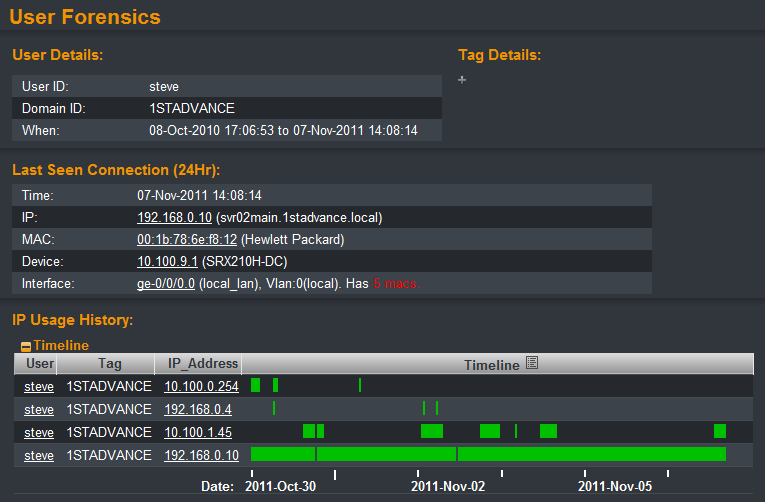 User Forensics
User Details:
Tag Details:
+
User ID: steve
Domain ID: 1STADVANCE
When: 08-Oct-2010 17:06:53 to 07-Nov-2011 14:08:14
Last Seen Connection (24Hr):
Time: 07-Nov-2011 14:08:14
IP: 192.168.0.10 (svr02main.1stadvance.local)
MAC: 00:1b:78:6e:f8:12 (Hewlett Packard)
Device: 10.100.9.1 (SRX210H-DC)
Interface: ge-0/0/0.0 (local_lan), Vlan:0(local). Has 5 macs.
IP Usage History:
Timeline
User Tag IP_Address Timeline
steve 1STADVANCE 10.100.0.254
steve 1STADVANCE 192.168.0.4
steve 1STADVANCE 10.100.1.45
steve 1STADVANCE 192.168.0.10
Date: 2011-Oct-30 2011-Nov-02 2011-Nov-05